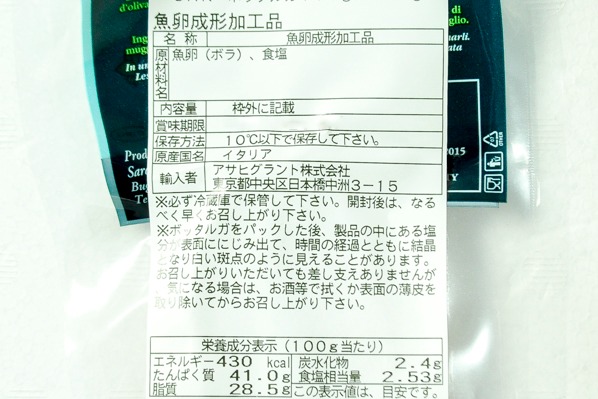 d'oliva
魚卵成形加工品
di
glio.
名称 魚卵成形加工品
原材料名 魚卵（ボラ）、食塩
内容量 枠外に記載
賞味期限
保存方法 10℃以下で保存して下さい。
原産国名 イタリア
輸入者 アサヒグラント株式会社
東京都中央区日本橋中洲3－15
2015
※必ず冷蔵庫で保管して下さい。開封後は、なる
べく早くお召し上がり下さい。
※ボッタルガをパックした後、製品の中にある塩
分が表面ににじみ出て、時間の経過とともに結晶
となり白い斑点のように見えることがあります。
お召し上がりいただいても差し支えありませんが
、気になる場合は、お酒等で拭くか表面の薄皮を
取り除いてからお召し上がり下さい。
栄養成分表示（100g当たり）
エネルギー430 kcal 炭水化物 2.4g
たんぱく質 41.0g 食塩相当量 2.53g
脂質 28.5g この表示値は、目安です。